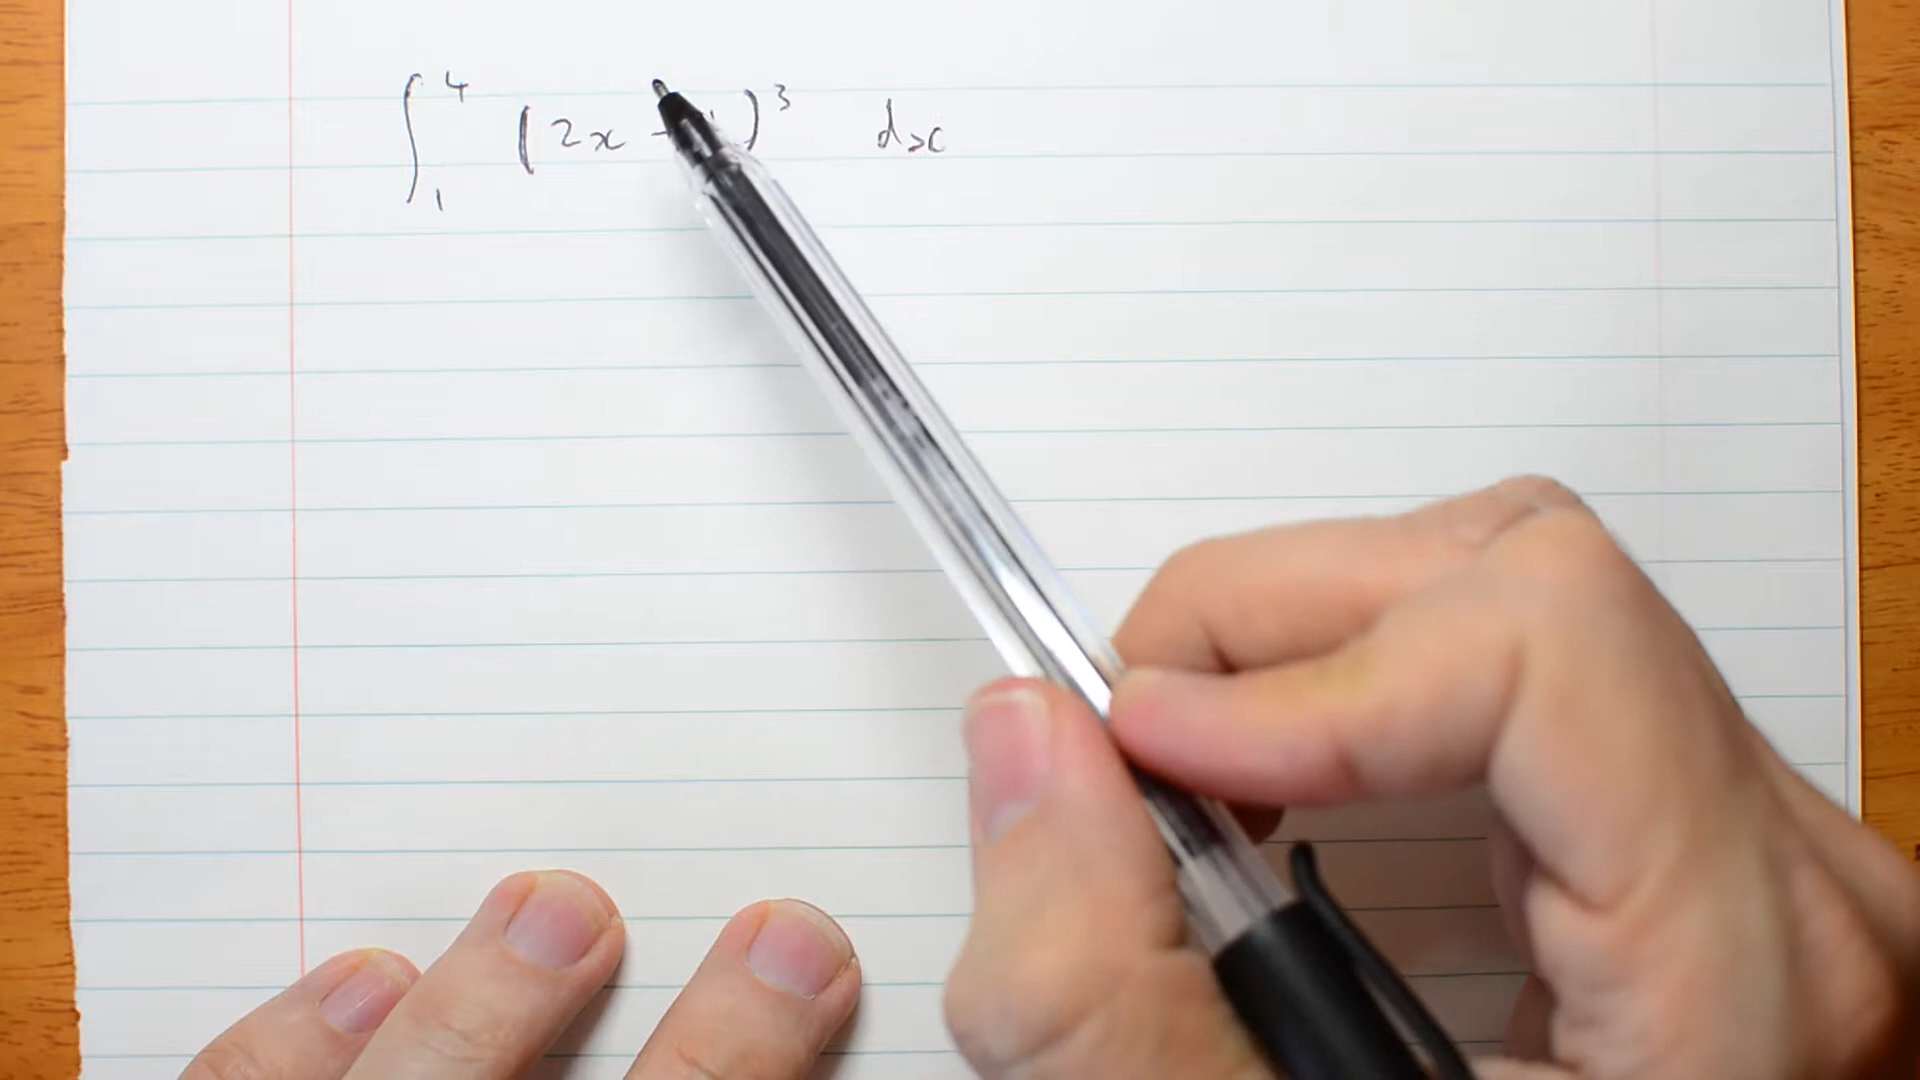 ∫₁⁴ (2x )³ dx